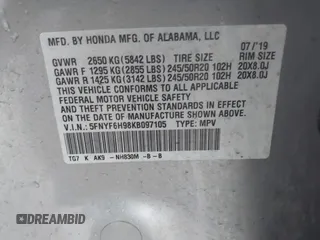 MFD. BY HONDA MFG. OF ALABAMA, LLC 07/'19
GVWR 2650 KG(5842 LBS) TIRE SIZE RIM SIZE
GAWR F 1295 KG(2855 LBS) 245/50R20 102H 20X8.0J
GAWR R 1425 KG(3142 LBS) 245/50R20 102H 20X8.0J
THIS VEHICLE CONFORMS TO ALL APPLICABLE
FEDERAL MOTOR VEHICLE SAFETY AND THEFT
PREVENTION STANDARDS IN EFFECT ON THE
DATE OF MANUFACTURE SHOWN ABOVE.
V.I.N.: 5FNYF6H98KB097105 TYPE: MPV
TG7 K AK9 -NH830M -B -B
DREAMBID